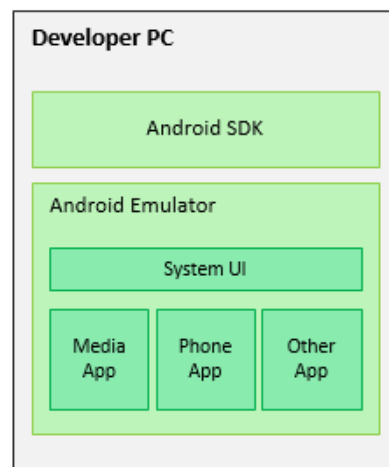 Developer PC
Android SDK
Android Emulator
System UI
Media
App
Phone
App
Other
App